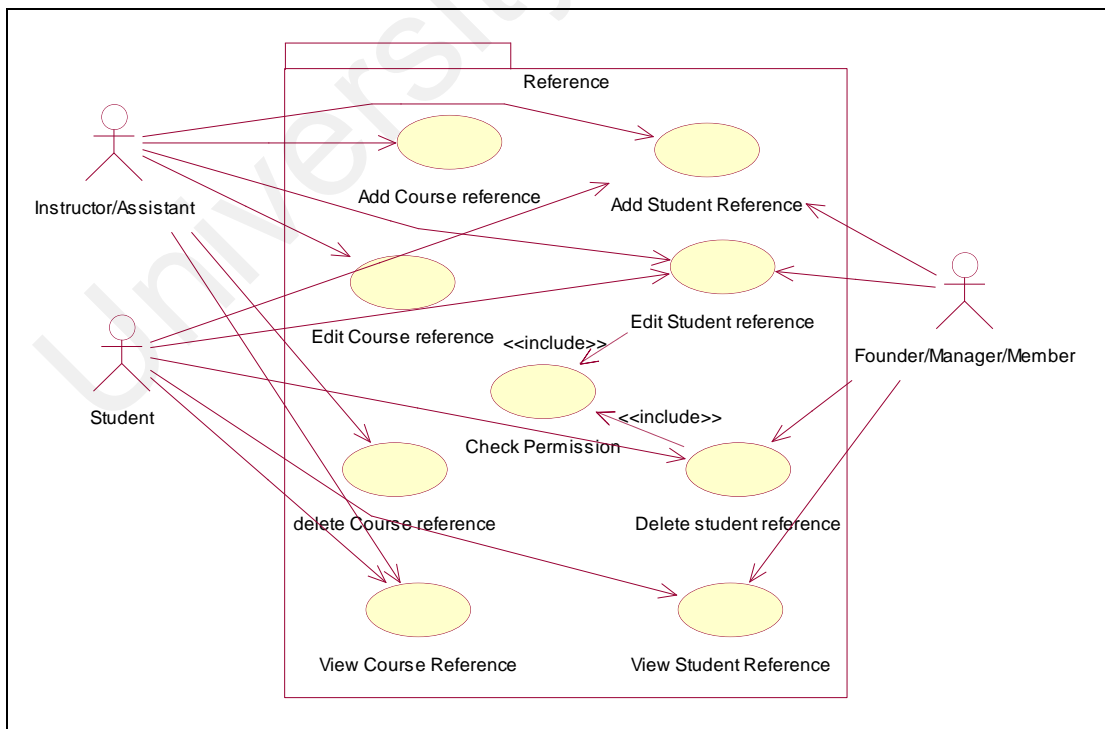 University
Reference
Add Course reference
Add Student Reference
Instructor/Assistant
Edit Course reference
Edit Student reference
<<include>>
Founder/Manager/Member
Student
<<include>>
Check Permission
delete Course reference
Delete student reference
View Course Reference
View Student Reference